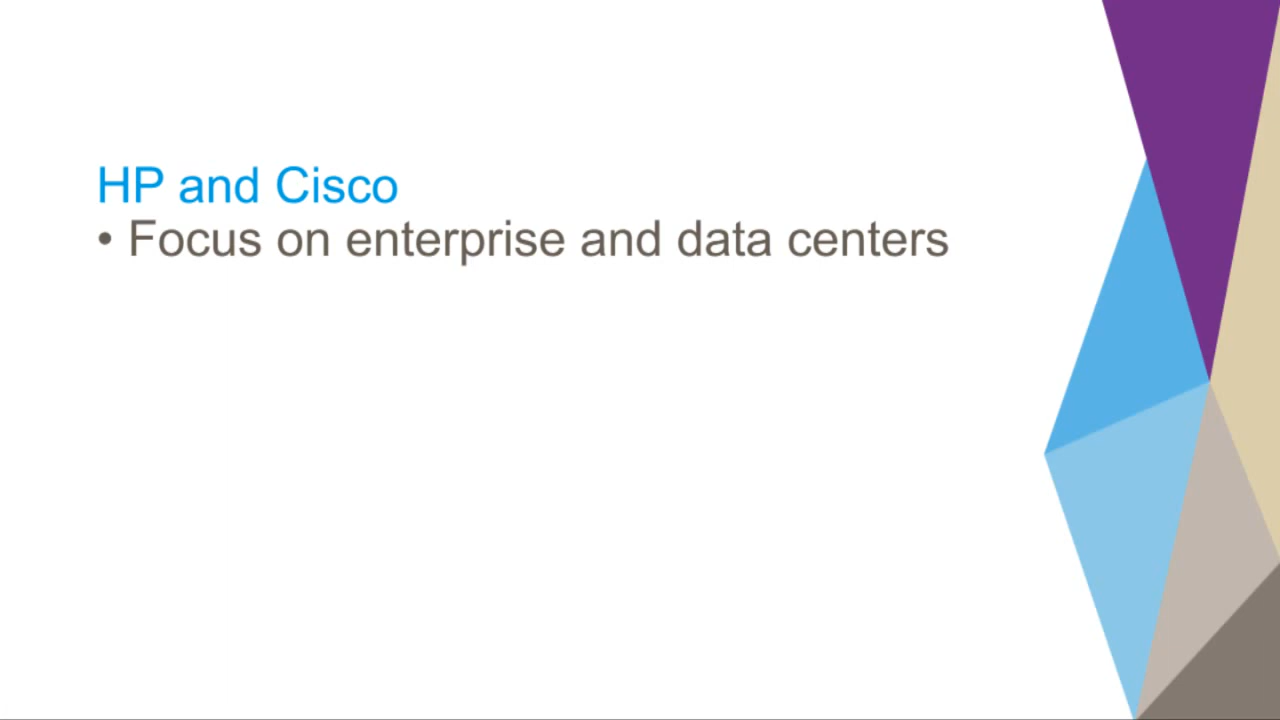 HP and Cisco
• Focus on enterprise and data centers